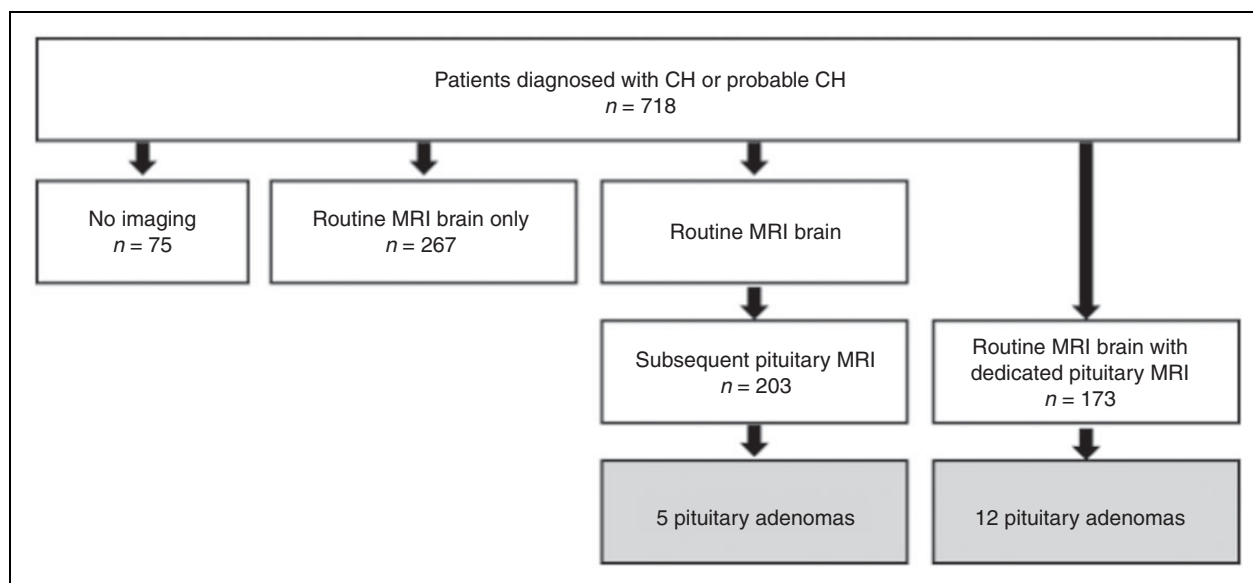 Patients diagnosed with CH or probable CH
n = 718
No imaging
n = 75
Routine MRI brain only
n = 267
Routine MRI brain
Subsequent pituitary MRI
n = 203
Routine MRI brain with
dedicated pituitary MRI
n = 173
5 pituitary adenomas
12 pituitary adenomas